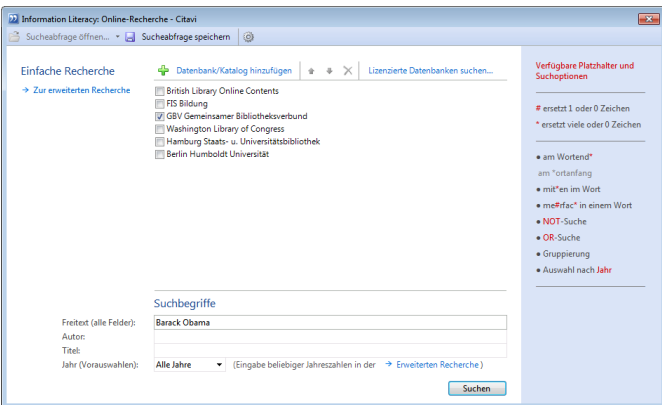 Information Literacy: Online-Recherche - Citavi
Sucheabfrage öffnen... Sucheabfrage speichern
Einfache Recherche
Zur erweiterten Recherche
Datenbank/Katalog hinzufügen Lizenzierte Datenbanken suchen...
British Library Online Contents
FIS Bildung
GBV Gemeinsamer Bibliotheksverbund
Washington Library of Congress
Hamburg Staats- u. Universitätsbibliothek
Berlin Humboldt Universität
Suchbegriffe
Freitext (alle Felder): Barack Obama
Autor:
Titel:
Jahr (Vorauswahlen): Alle Jahre (Eingabe beliebiger Jahreszahlen in der → Erweiterten Recherche)
Suchen
Verfügbare Platzhalter und
Suchoptionen
# ersetzt 1 oder 0 Zeichen
* ersetzt viele oder 0 Zeichen
• am Wortend*
am *ortanfang
• mit*en im Wort
• me#rfac* in einem Wort
• NOT-Suche
• OR-Suche
• Gruppierung
• Auswahl nach Jahr